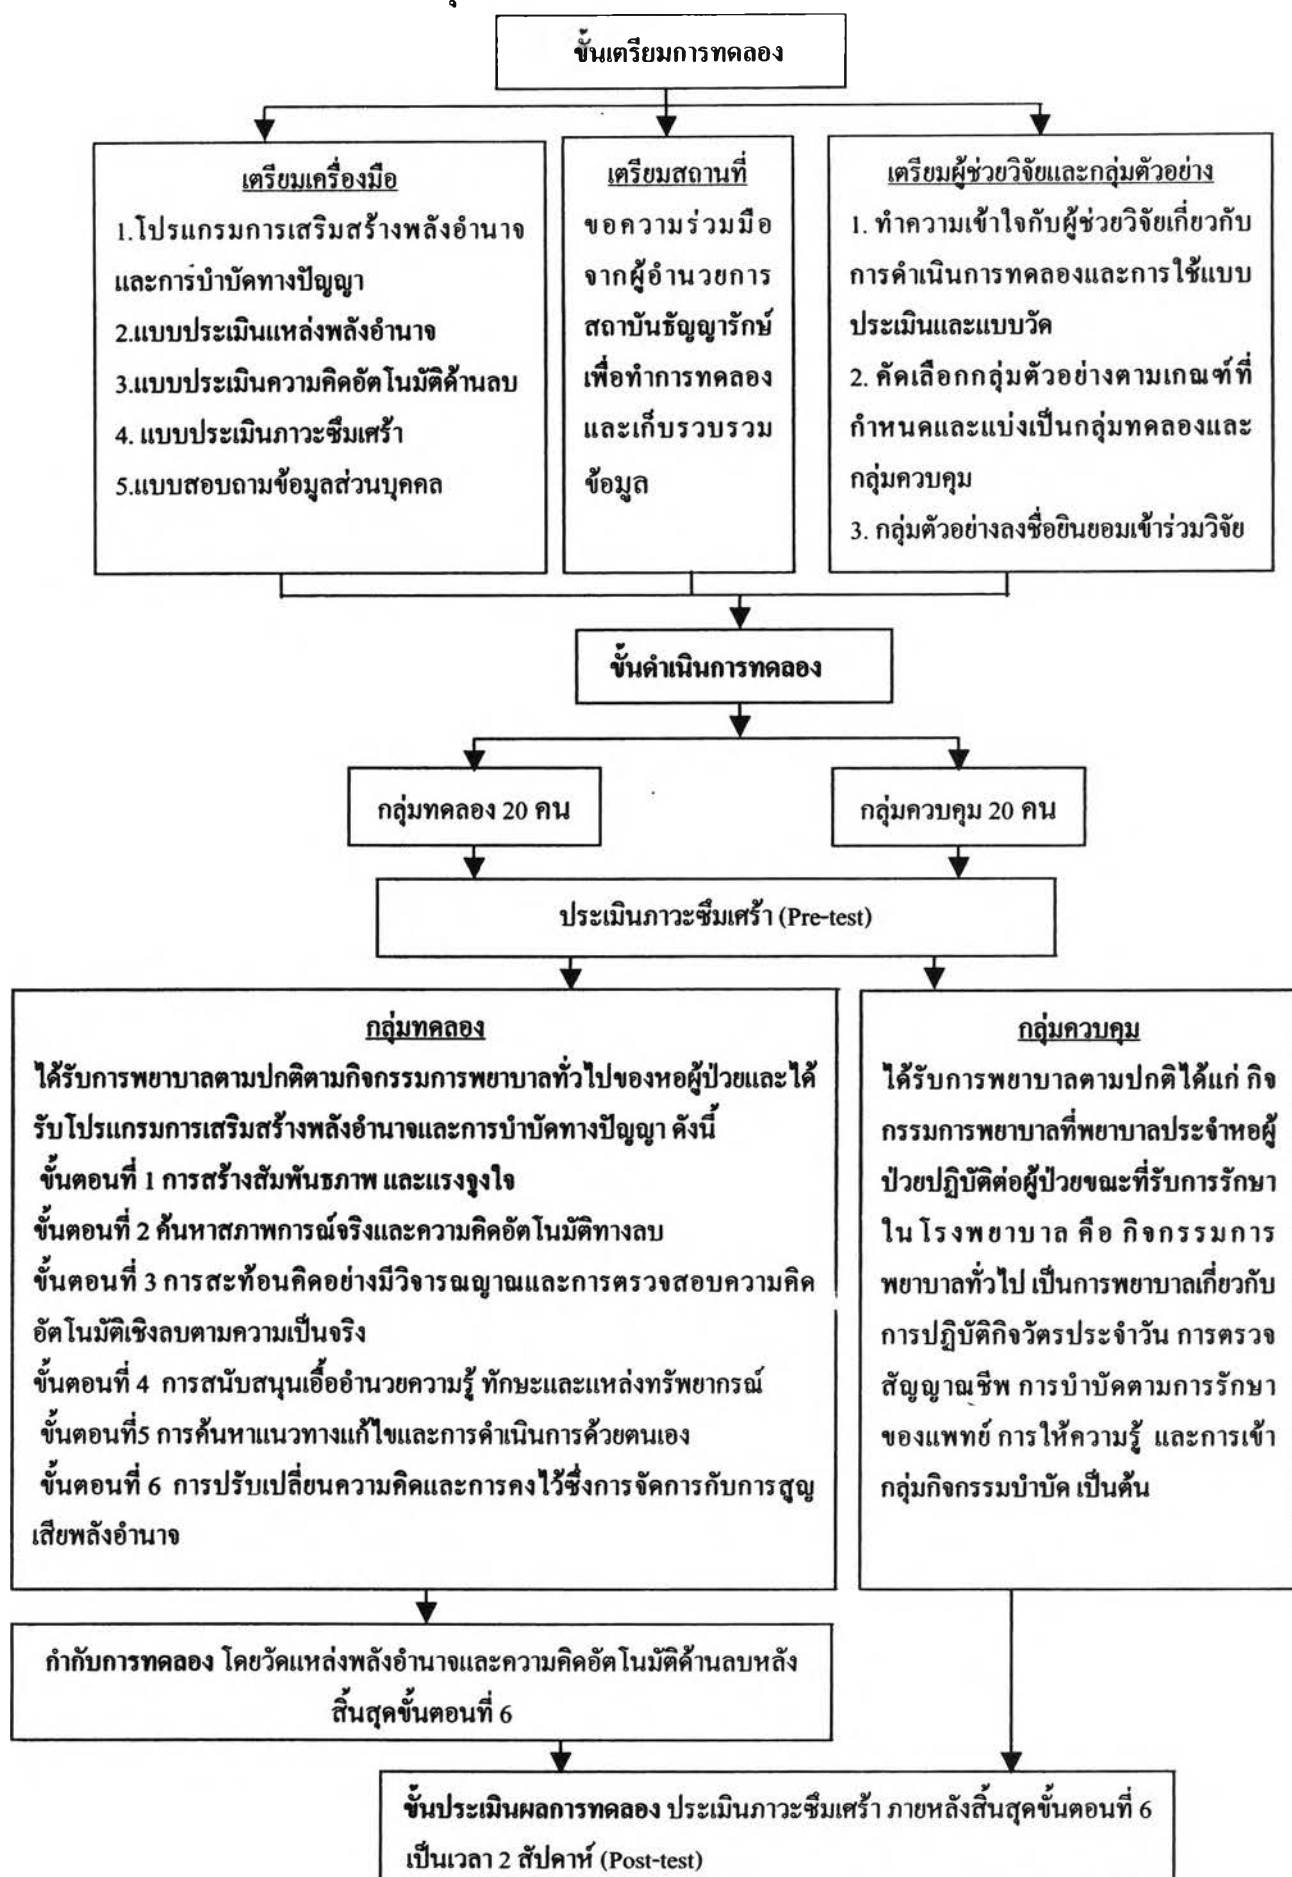 ขั้นเตรียมการทดลอง
เตรียมเครื่องมือ
1.โปรแกรมการเสริมสร้างพลังอำนาจ
และการบำบัดทางปัญญา
2.แบบประเมินแหล่งพลังอำนาจ
3.แบบประเมินความคิดอัตโนมัติด้านลบ
4. แบบประเมินภาวะซึมเศร้า
5.แบบสอบถามข้อมูลส่วนบุคคล
เตรียมสถานที่
ขอความร่วมมือ
จากผู้อำนวยการ
สถาบันธัญญารักษ์
เพื่อทำการทดลอง
และเก็บรวบรวม
ข้อมูล
เตรียมผู้ช่วยวิจัยและกลุ่มตัวอย่าง
1. ทำความเข้าใจกับผู้ช่วยวิจัยเกี่ยวกับ
การดำเนินการทดลองและการใช้แบบ
ประเมินและแบบวัด
2. คัดเลือกกลุ่มตัวอย่างตามเกณฑ์ที่
กำหนดและแบ่งเป็นกลุ่มทดลองและ
กลุ่มควบคุม
3. กลุ่มตัวอย่างลงชื่อยินยอมเข้าร่วมวิจัย
ขั้นดำเนินการทดลอง
กลุ่มทดลอง 20 คน
กลุ่มควบคุม 20 คน
ประเมินภาวะซึมเศร้า (Pre-test)
กลุ่มทดลอง
ได้รับการพยาบาลตามปกติตามกิจกรรมการพยาบาลทั่วไปของหอผู้ป่วยและได้
รับโปรแกรมการเสริมสร้างพลังอำนาจและการบำบัดทางปัญญา ดังนี้
ขั้นตอนที่ 1 การสร้างสัมพันธภาพ และแรงจูงใจ
ขั้นตอนที่ 2 ค้นหาสภาพการณ์จริงและความคิดอัตโนมัติทางลบ
ขั้นตอนที่ 3 การสะท้อนคิดอย่างมีวิจารณญาณและการตรวจสอบความคิด
อัตโนมัติเชิงลบตามความเป็นจริง
ขั้นตอนที่ 4 การสนับสนุนเอื้ออำนวยความรู้ ทักษะและแหล่งทรัพยากรณ์
ขั้นตอนที่5 การค้นหาแนวทางแก้ไขและการดำเนินการด้วยตนเอง
ขั้นตอนที่ 6 การปรับเปลี่ยนความคิดและการคงไว้ซึ่งการจัดการกับการสูญ
เสียพลังอำนาจ
กลุ่มควบคุม
ได้รับการพยาบาลตามปกติได้แก่ กิจ
กรรมการพยาบาลที่พยาบาลประจำหอผู้
ป่วยปฏิบัติต่อผู้ป่วยขณะที่รับการรักษา
ในโรงพยาบาล คือ กิจกรรมการ
พยาบาลทั่วไป เป็นการพยาบาลเกี่ยวกับ
การปฏิบัติกิจวัตรประจำวัน การตรวจ
สัญญาณชีพ การบำบัดตามการรักษา
ของแพทย์ การให้ความรู้ และการเข้า
กลุ่มกิจกรรมบำบัด เป็นต้น
กำกับการทดลอง โดยวัดแหล่งพลังอำนาจและความคิดอัตโนมัติด้านลบหลัง
สิ้นสุดขั้นตอนที่ 6
ขั้นประเมินผลการทดลอง ประเมินภาวะซึมเศร้า ภายหลังสิ้นสุดขั้นตอนที่ 6
เป็นเวลา 2 สัปดาห์ (Post-test)